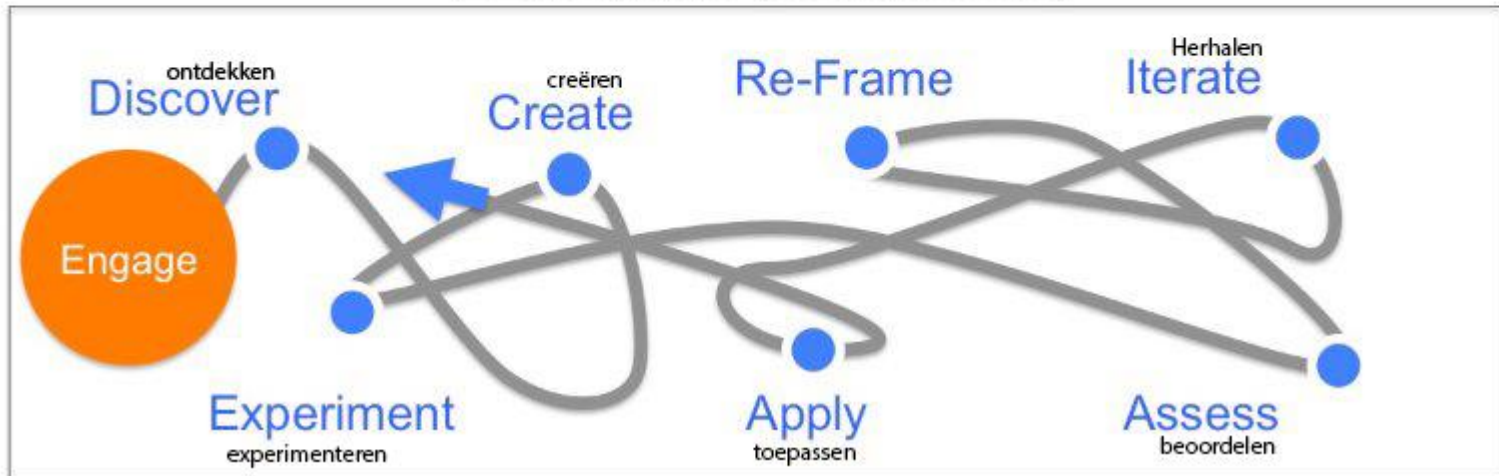 ontdekken
Discover
creëren
Create
Re-Frame
Herhalen
Iterate
Engage
Experiment
experimenteren
Apply
toepassen
Assess
beoordelen